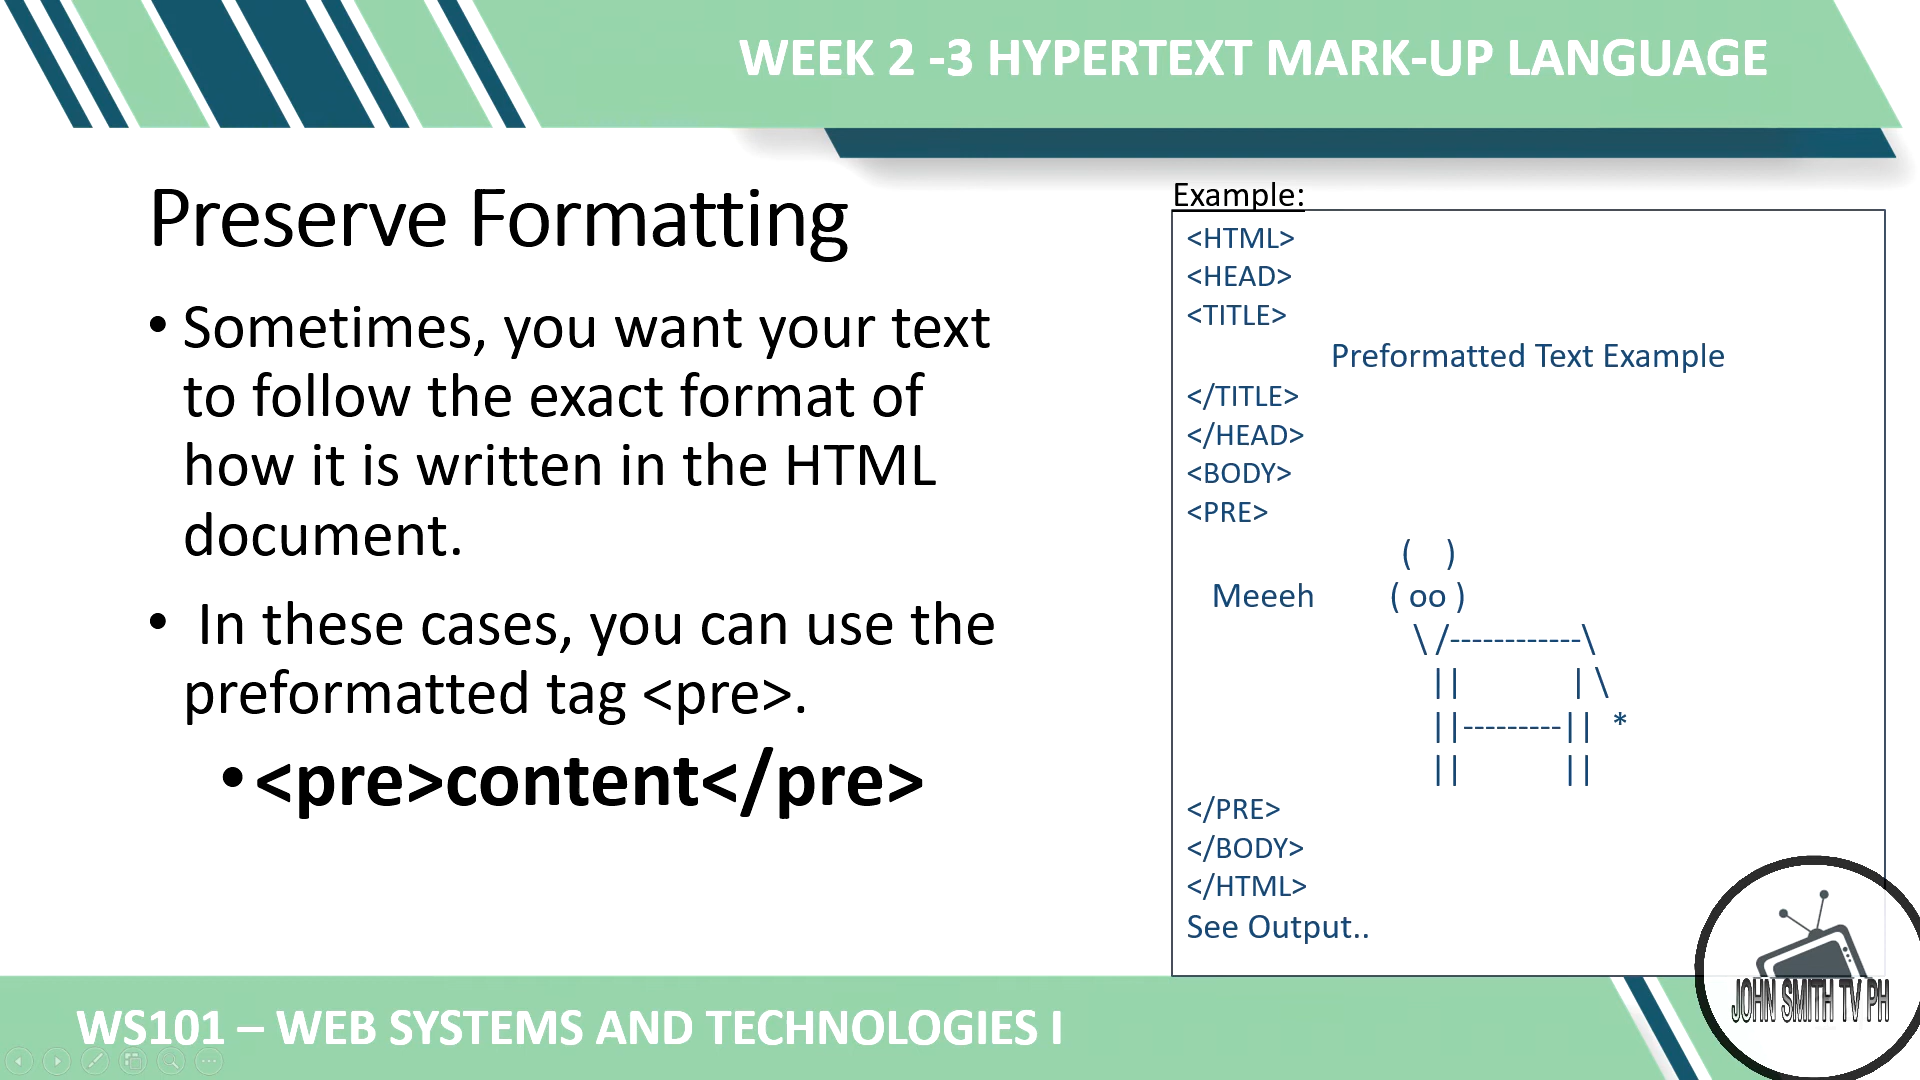 WEEK 2 -3 HYPERTEXT MARK-UP LANGUAGE
Preserve Formatting
• Sometimes, you want your text
to follow the exact format of
how it is written in the HTML
document.
• In these cases, you can use the
preformatted tag <pre>.
• <pre>content</pre>
Example:
<HTML>
<HEAD>
<TITLE>
Preformatted Text Example
</TITLE>
</HEAD>
<BODY>
<PRE>
(    )
Meeeh          ( oo )
\ /------------\
||              | \
||---------||  *
||            ||
</PRE>
</BODY>
</HTML>
See Output..
JOHN SMITH TV PH
WS101 – WEB SYSTEMS AND TECHNOLOGIES I